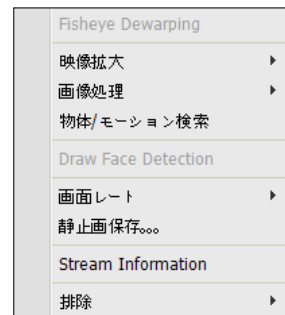 Fisheye Dewarping
映像拡大
画像処理
物体/モーション検索
Draw Face Detection
画面レート
静止画保存。。。
Stream Information
排除